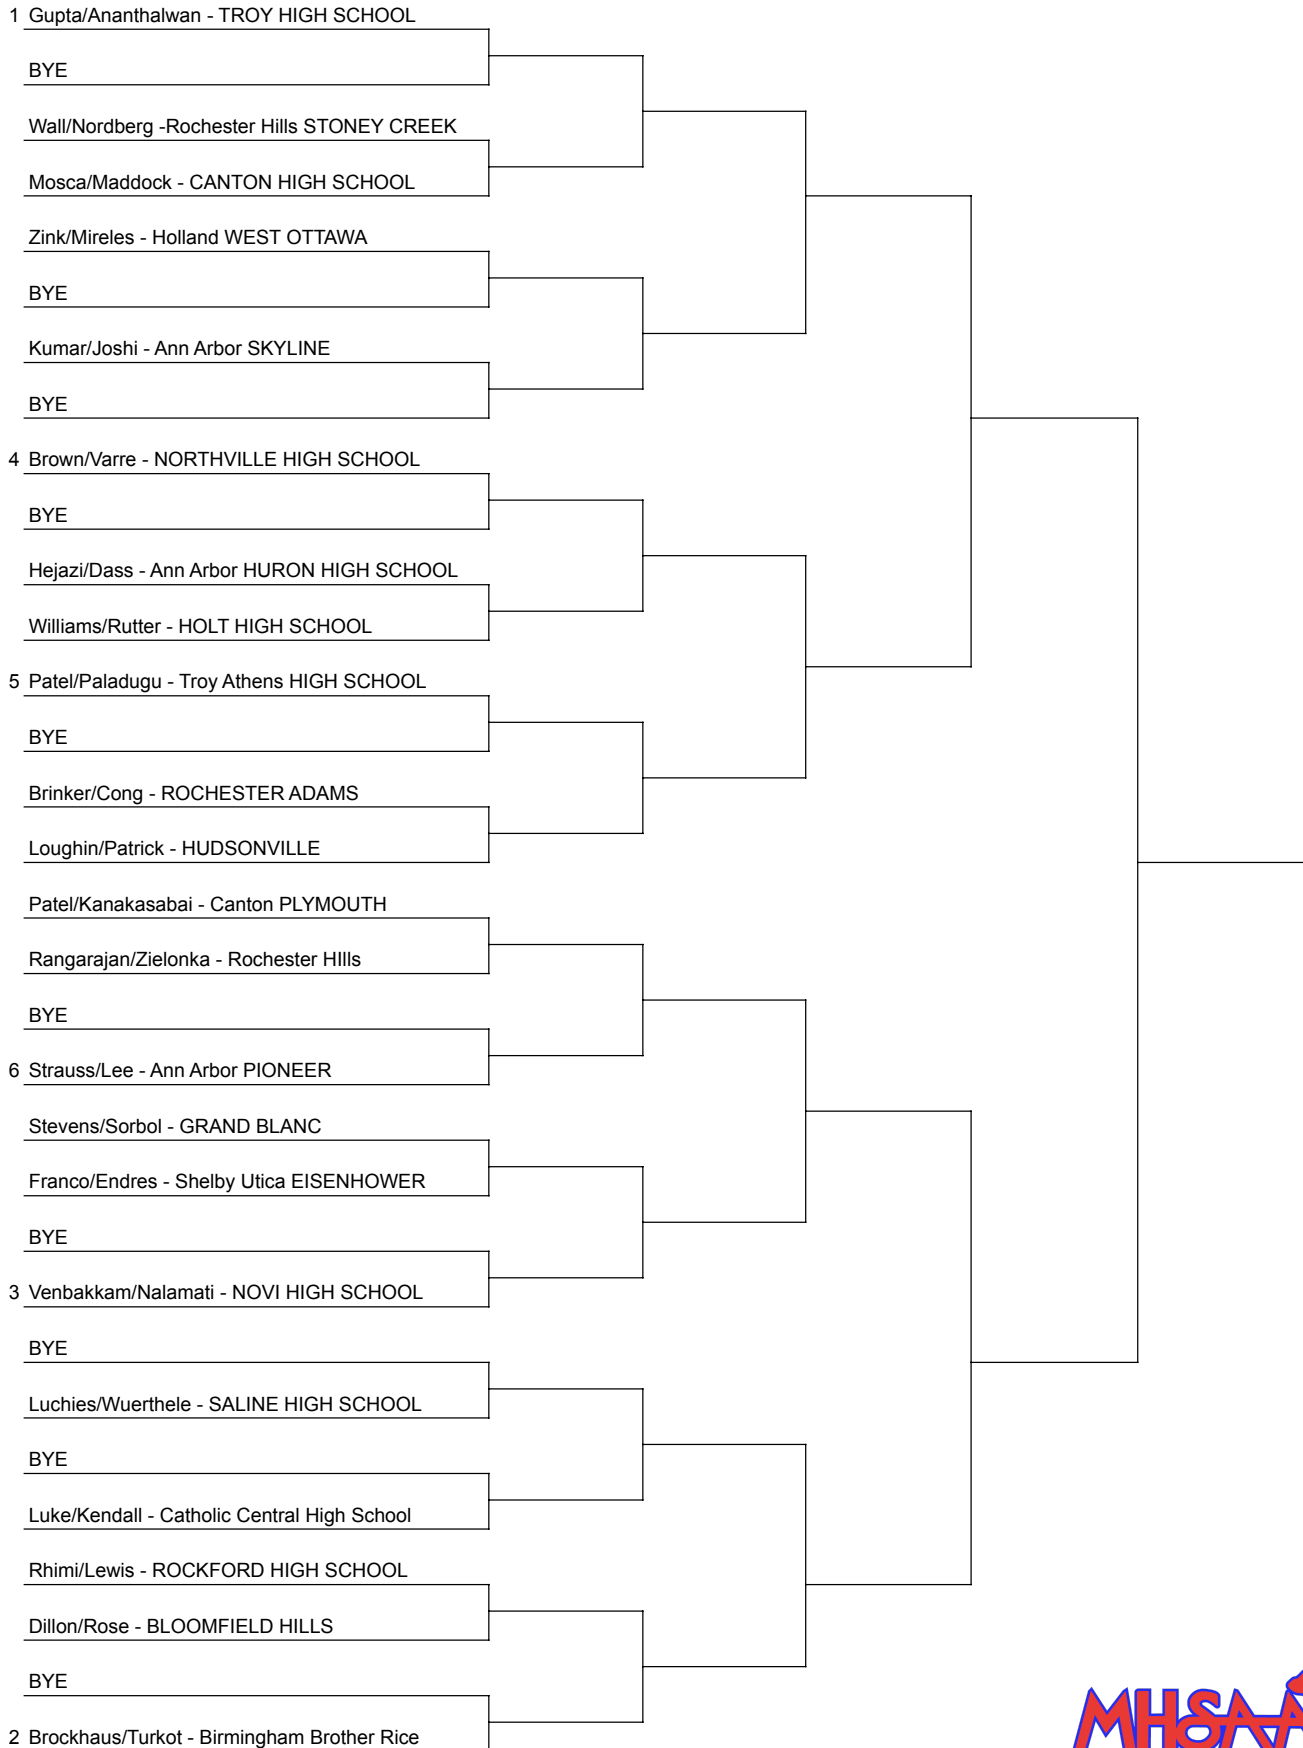 1 Gupta/Ananthalwan - TROY HIGH SCHOOL
BYE
Wall/Nordberg -Rochester Hills STONEY CREEK
Mosca/Maddock - CANTON HIGH SCHOOL
Zink/Mireles - Holland WEST OTTAWA
BYE
Kumar/Joshi - Ann Arbor SKYLINE
BYE
4 Brown/Varre - NORTHVILLE HIGH SCHOOL
BYE
Hejazi/Dass - Ann Arbor HURON HIGH SCHOOL
Williams/Rutter - HOLT HIGH SCHOOL
5 Patel/Paladugu - Troy Athens HIGH SCHOOL
BYE
Brinker/Cong - ROCHESTER ADAMS
Loughin/Patrick - HUDSONVILLE
Patel/Kanakasabai - Canton PLYMOUTH
Rangarajan/Zielonka - Rochester HIlls
BYE
6 Strauss/Lee - Ann Arbor PIONEER
Stevens/Sorbol - GRAND BLANC
Franco/Endres - Shelby Utica EISENHOWER
BYE
3 Venbakkam/Nalamati - NOVI HIGH SCHOOL
BYE
Luchies/Wuerthele - SALINE HIGH SCHOOL
BYE
Luke/Kendall - Catholic Central High School
Rhimi/Lewis - ROCKFORD HIGH SCHOOL
Dillon/Rose - BLOOMFIELD HILLS
BYE
2 Brockhaus/Turkot - Birmingham Brother Rice
MHSAA